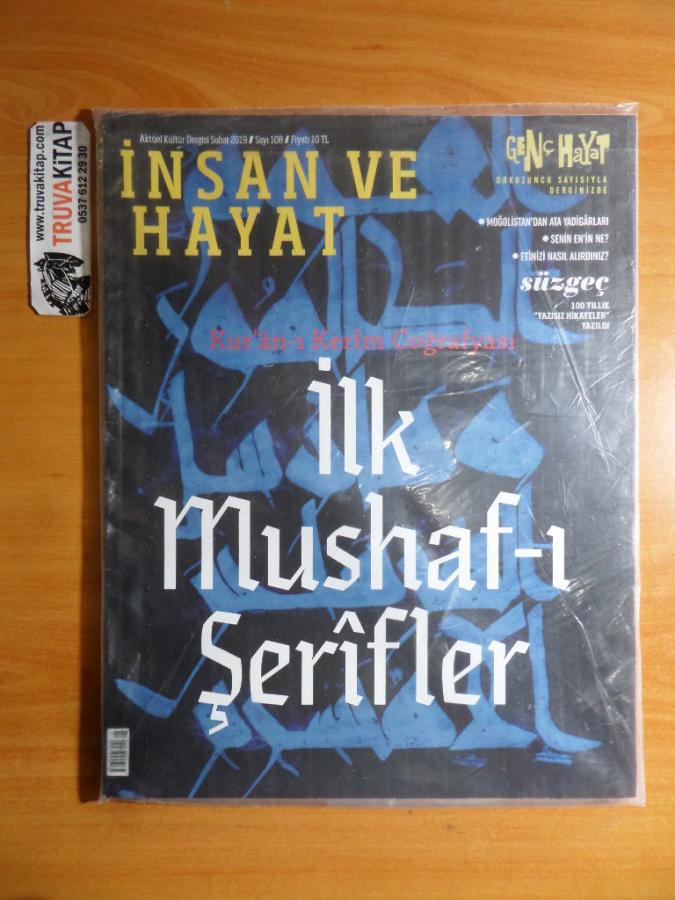 www.truvakitap.com
TRUVAKİTAP
0537 612 29 30
Aktüel Kültür Dergisi Şubat 2019 // Sayı 108 // Fiyatı 10 TL
İNSAN VE
HAYAT
GENÇ HAYAT
DOKUZUNCU SAYISIYLA
DERGİNİZDE
• MOĞOLİSTAN'DAN ATA YADİGÂRLARI
• SENİN EN'İN NE?
• ETİNİZİ NASIL ALIRDINIZ?
süzgeç
100 YILLIK
"YAZISIZ HİKAYELER"
YAZILDI
Kur'ân-ı Kerîm Coğrafyası
İlk
Mushaf-ı
Şerîfler